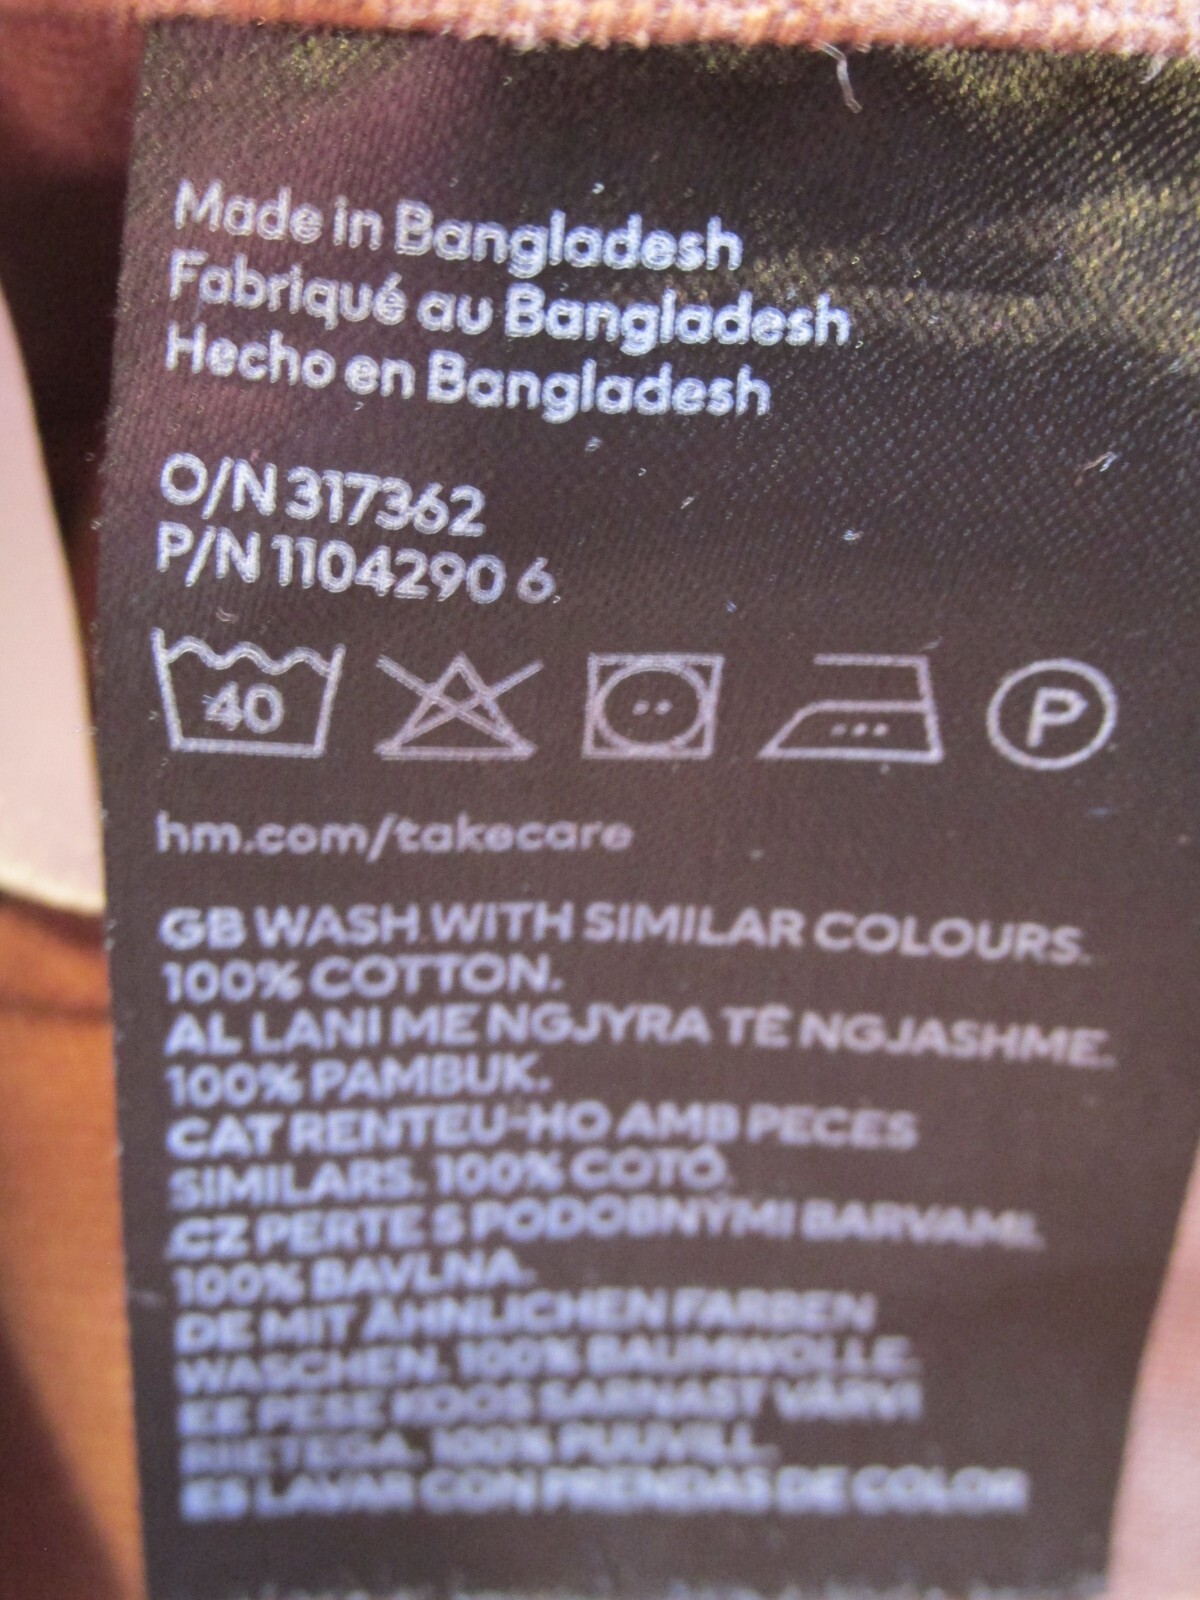 Made in Bangladesh
Fabriqué au Bangladesh
Hecho en Bangladesh
O/N 317362
P/N 1104290 6
40
P
hm.com/takecare
GB WASH WITH SIMILAR COLOURS.
100% COTTON.
AL LANI ME NGJYRA TË NGJASHME.
100% PAMBUK.
CAT RENTEU-HO AMB PECES
SIMILARS. 100% COTÓ.
CZ PERTE S PODOBNÝMI BARVAMI.
100% BAVLNA.
DE MIT ÄHNLICHEN FARBEN
WASCHEN. 100% BAUMWOLLE.
EE PESE KOOS SARNAST VÄRVI
RIIETEGA. 100% PUUVILL.
ES LAVAR CON PRENDAS DE COLOR